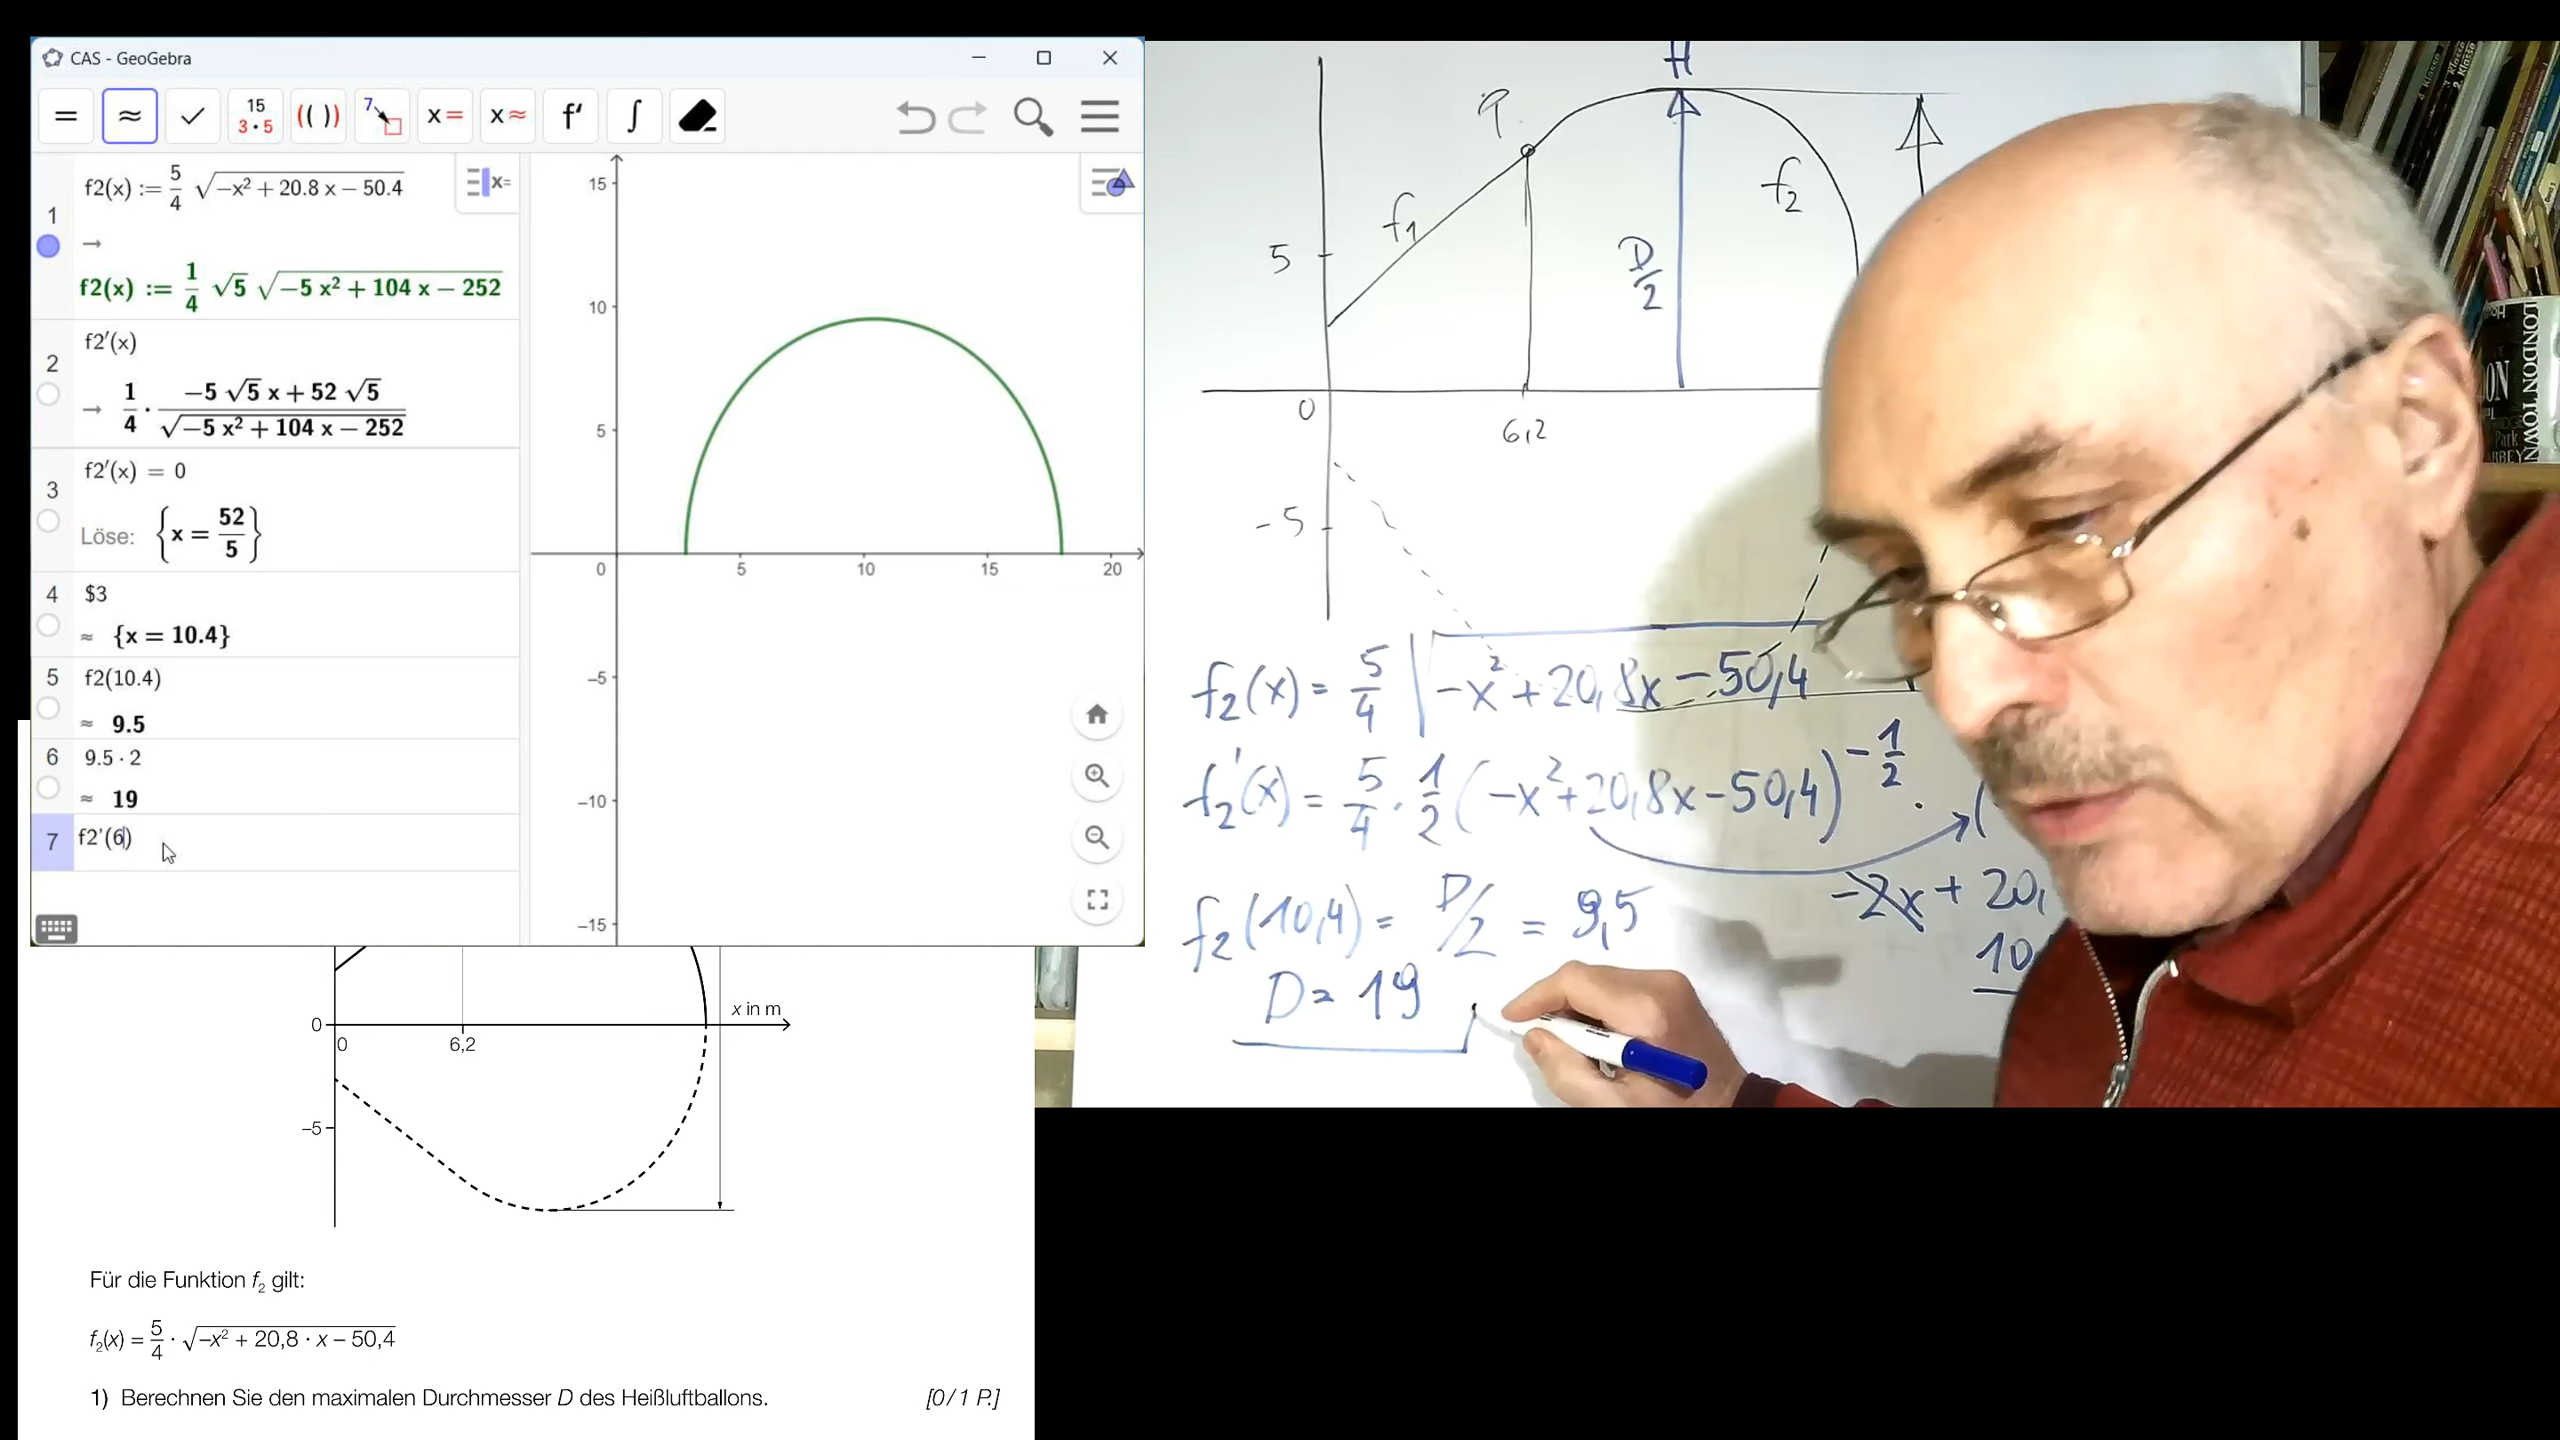 CAS - GeoGebra
= ≈ ✓ 15 3·5 (( )) 7 x= x≈ f′ ∫
1 f2(x) := 5/4 √(−x² + 20.8 x − 50.4)
→ f2(x) := 1/4 √5 √(−5 x² + 104 x − 252)
2 f2′(x)
→ 1/4 · (−5 √5 x + 52 √5)/√(−5 x² + 104 x − 252)
3 f2′(x) = 0
Löse: {x = 52/5}
4 $3
≈ {x = 10.4}
5 f2(10.4)
≈ 9.5
6 9.5 · 2
≈ 19
7 f2'(6)
x=
15
10
5
0 5 10 15 20
−5
−10
−15
H
f₁
f₂
5
D/2
0
6,2
-5
f₂(x) = 5/4 √(-x² + 20,8x - 50,4)
f₂'(x) = 5/4 · 1/2 (-x² + 20,8x - 50,4)^(-1/2) · (
-2x + 20,
10
f₂(10,4) = D/2 = 9,5
D = 19
x in m
0
0 6,2
–5
Für die Funktion f₂ gilt:
f₂(x) = 5/4 · √(–x² + 20,8 · x – 50,4)
1) Berechnen Sie den maximalen Durchmesser D des Heißluftballons. [0/1 P.]
LONDON TOWN